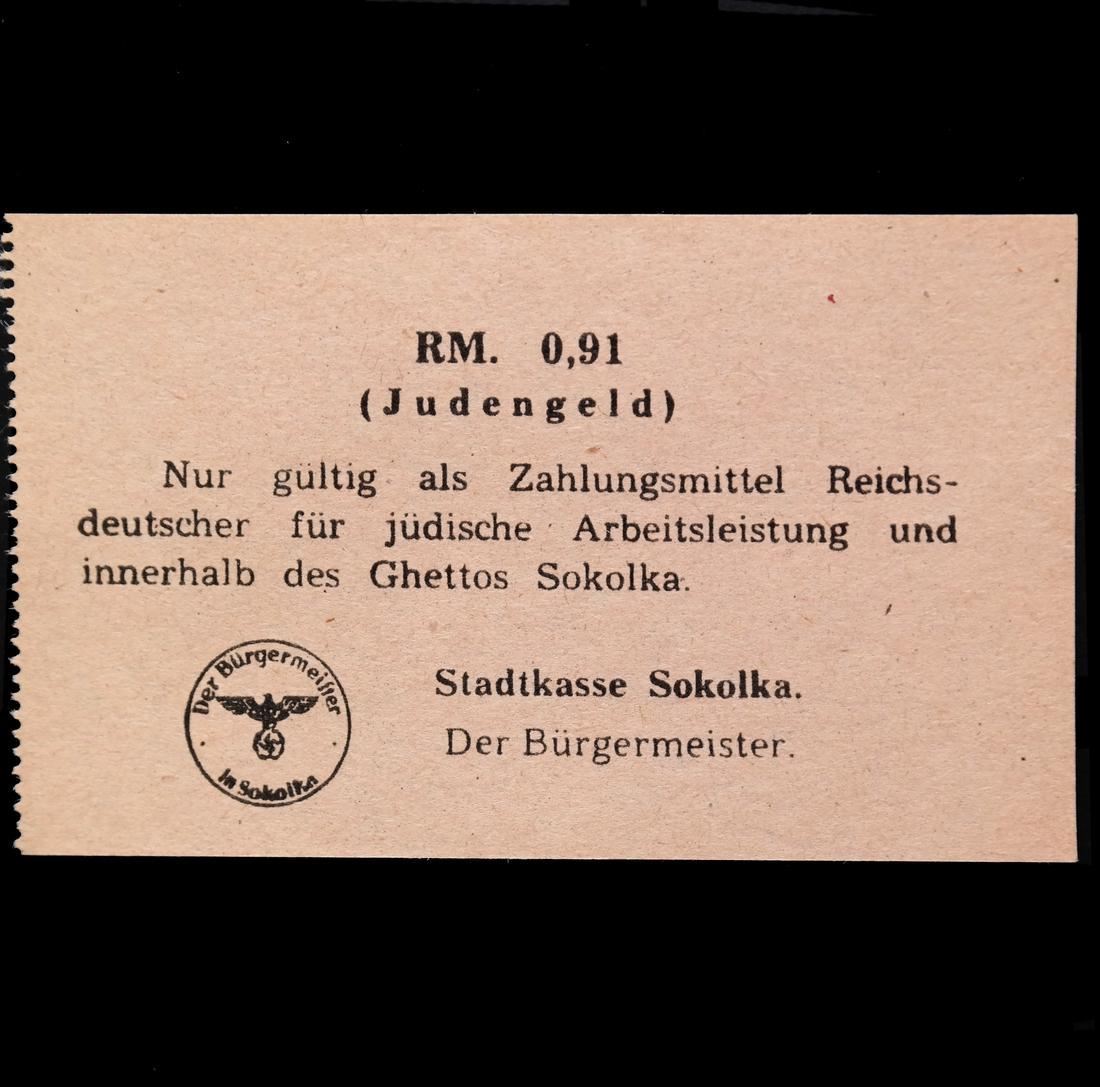 RM. 0,91
(Judengeld)
Nur gültig als Zahlungsmittel Reichs-
deutscher für jüdische Arbeitsleistung und
innerhalb des Ghettos Sokolka.
Der Bürgermeister
in Sokolka
Stadtkasse Sokolka.
Der Bürgermeister.